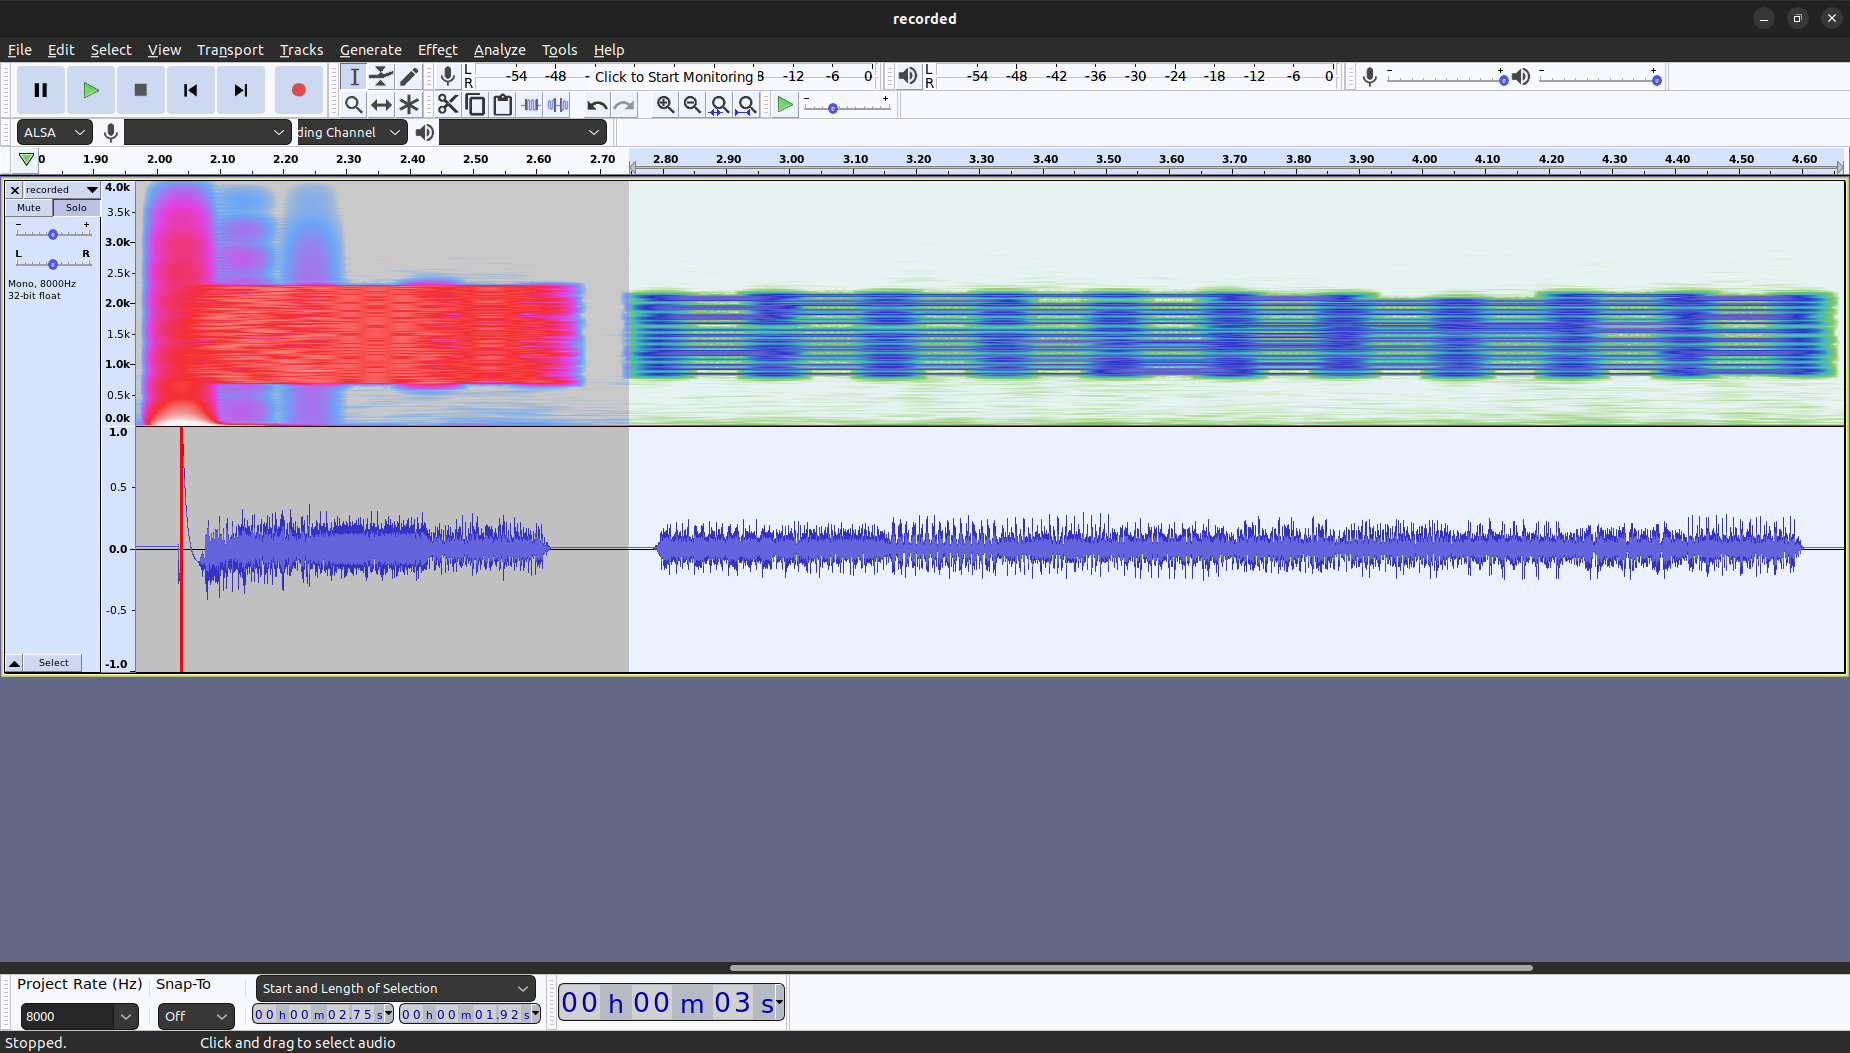 recorded
File Edit Select View Transport Tracks Generate Effect Analyze Tools Help
L R -54 -48 - Click to Start Monitoring 8 -12 -6 0 L R -54 -48 -42 -36 -30 -24 -18 -12 -6 0 - + - +
- +
ALSA ding Channel
0 1.90 2.00 2.10 2.20 2.30 2.40 2.50 2.60 2.70 2.80 2.90 3.00 3.10 3.20 3.30 3.40 3.50 3.60 3.70 3.80 3.90 4.00 4.10 4.20 4.30 4.40 4.50 4.60
recorded
Mute Solo
- +
L R
Mono, 8000Hz
32-bit float
Select
4.0k
3.5k
3.0k
2.5k
2.0k
1.5k
1.0k
0.5k
0.0k
1.0
0.5
0.0
-0.5
-1.0
Project Rate (Hz) Snap-To Start and Length of Selection
8000 Off 00 h 00 m 02.75 s 00 h 00 m 01.92 s 00 h 00 m 03 s
Stopped. Click and drag to select audio